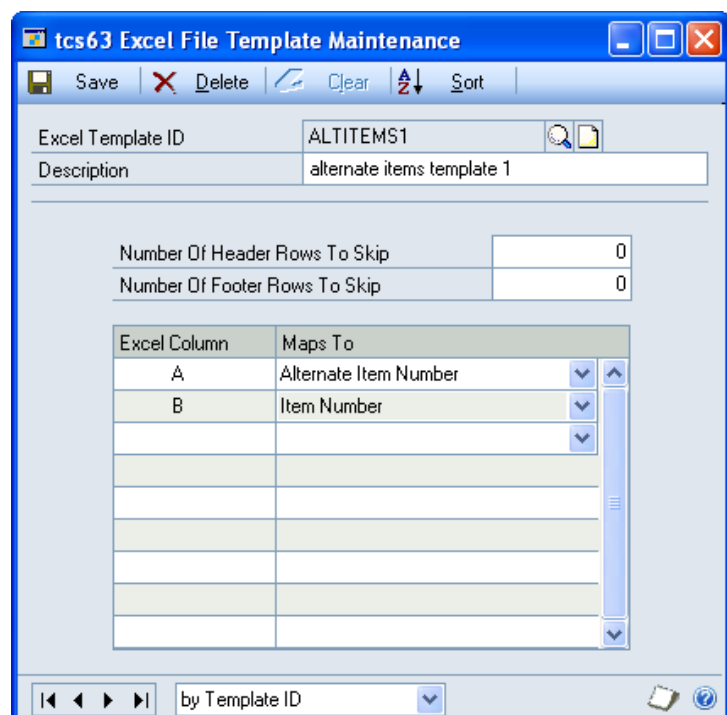 tcs63 Excel File Template Maintenance
Save Delete Clear Sort
Excel Template ID ALTITEMS1
Description alternate items template 1
Number Of Header Rows To Skip 0
Number Of Footer Rows To Skip 0
Excel Column Maps To
A Alternate Item Number
B Item Number
by Template ID